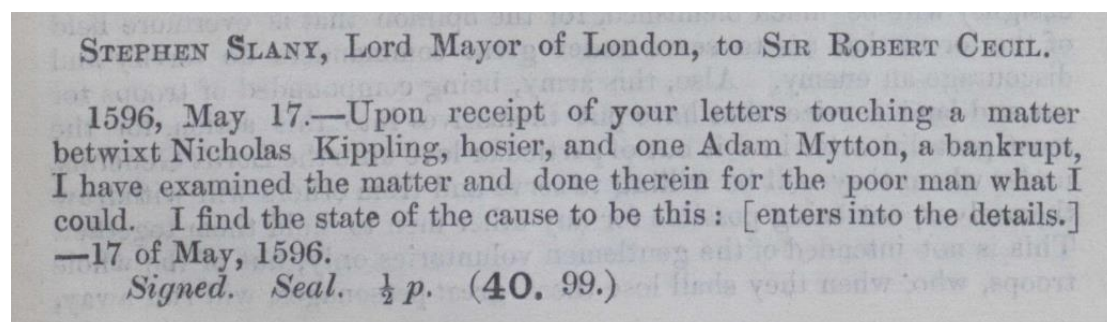 STEPHEN SLANY, Lord Mayor of London, to SIR ROBERT CECIL.
1596, May 17.—Upon receipt of your letters touching a matter
betwixt Nicholas Kippling, hosier, and one Adam Mytton, a bankrupt,
I have examined the matter and done therein for the poor man what I
could. I find the state of the cause to be this: [enters into the details.]
—17 of May, 1596.
Signed. Seal. ½ p. (40. 99.)